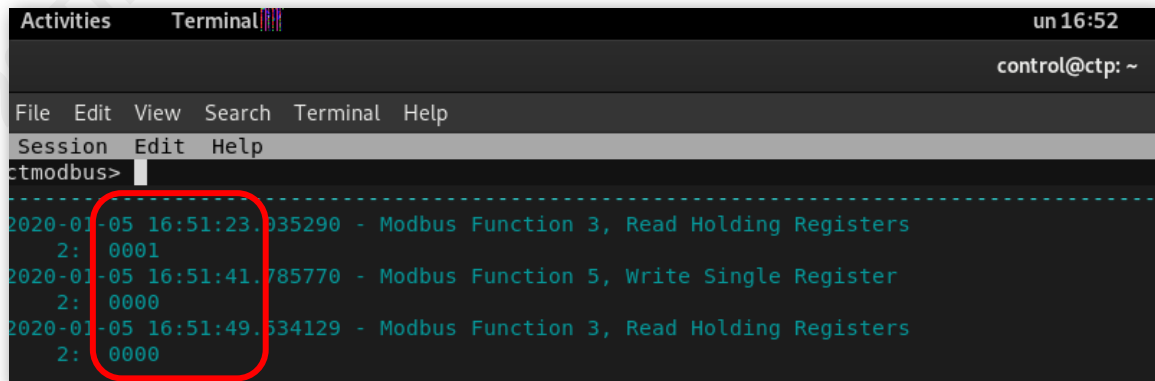 Activities Terminal un 16:52
control@ctp: ~
File Edit View Search Terminal Help
Session Edit Help
ctmodbus>
2020-01-05 16:51:23.035290 - Modbus Function 3, Read Holding Registers
2: 0001
2020-01-05 16:51:41.785770 - Modbus Function 5, Write Single Register
2: 0000
2020-01-05 16:51:49.534129 - Modbus Function 3, Read Holding Registers
2: 0000